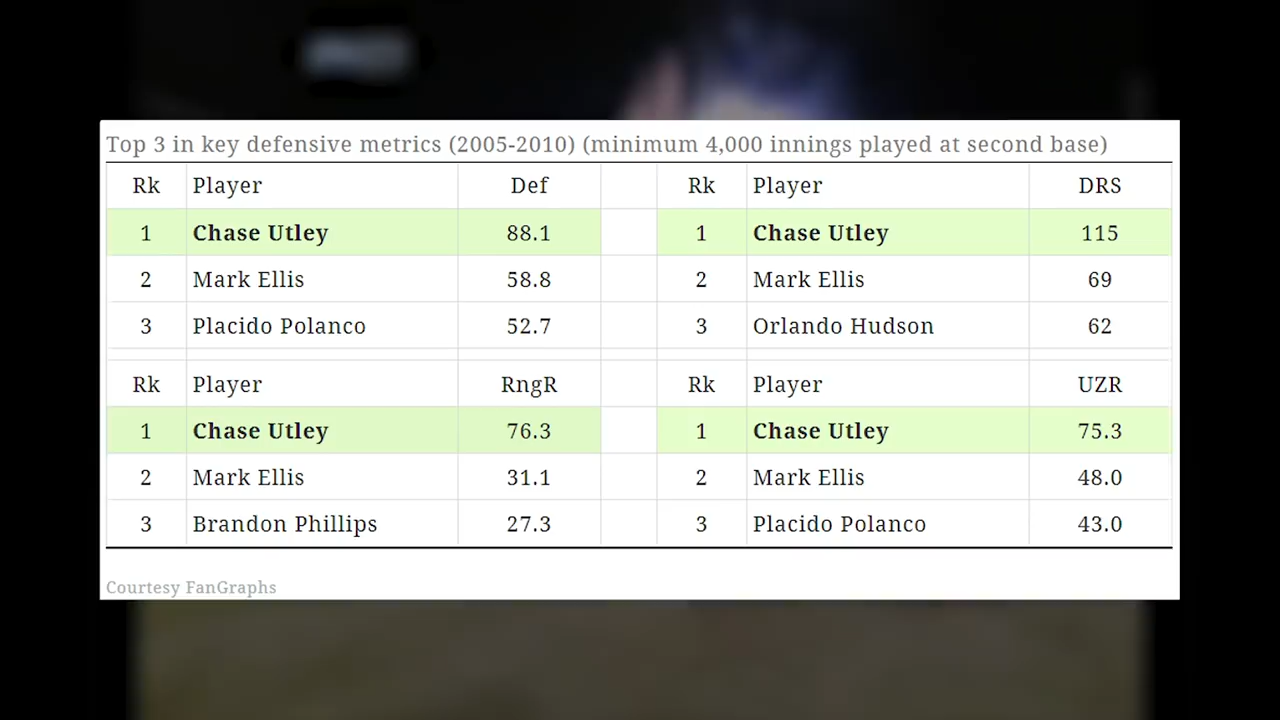 Top 3 in key defensive metrics (2005-2010) (minimum 4,000 innings played at second base)
Rk Player Def Rk Player DRS
1 Chase Utley 88.1 1 Chase Utley 115
2 Mark Ellis 58.8 2 Mark Ellis 69
3 Placido Polanco 52.7 3 Orlando Hudson 62
Rk Player RngR Rk Player UZR
1 Chase Utley 76.3 1 Chase Utley 75.3
2 Mark Ellis 31.1 2 Mark Ellis 48.0
3 Brandon Phillips 27.3 3 Placido Polanco 43.0
Courtesy FanGraphs